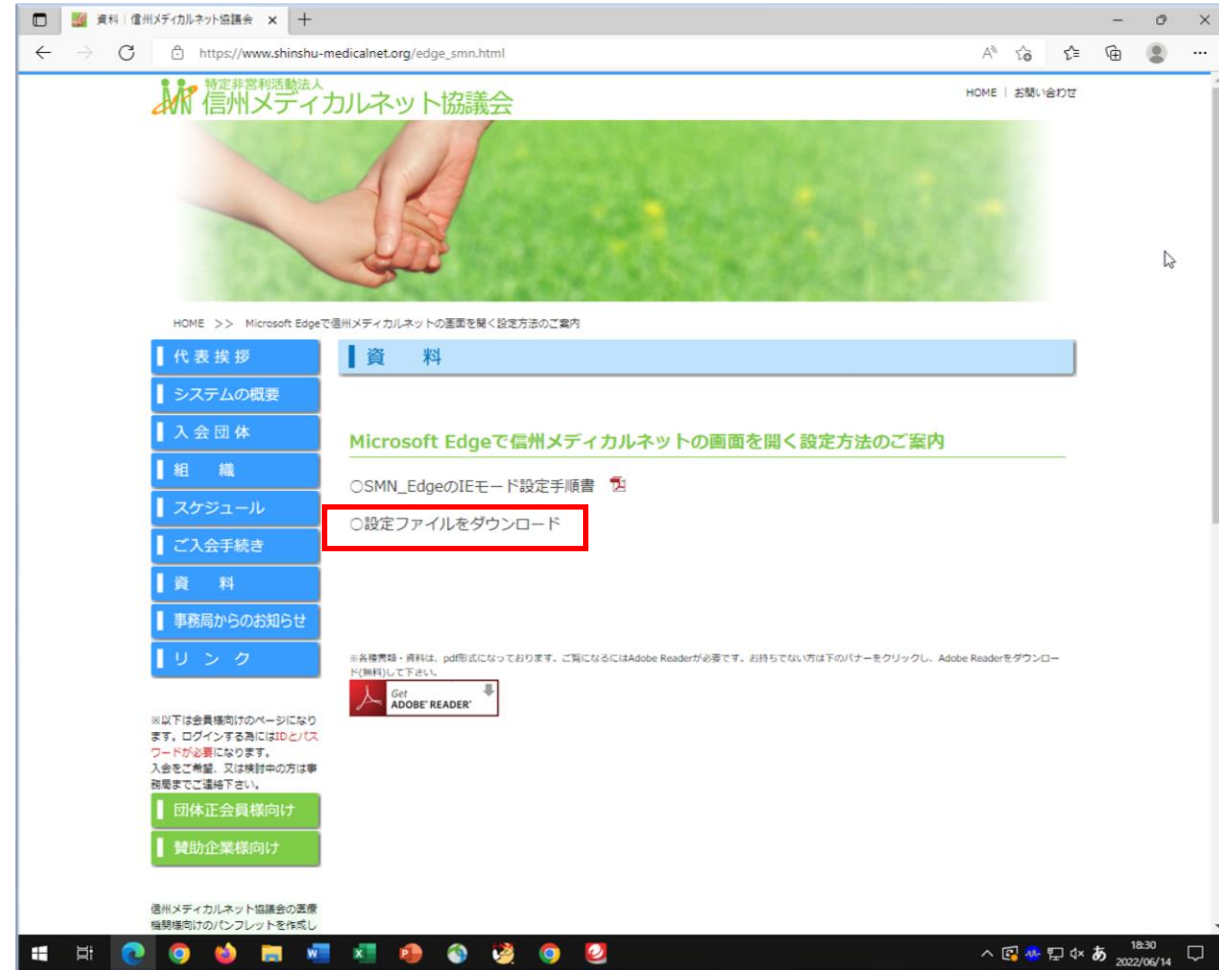 資料｜信州メディカルネット協議会
https://www.shinshu-medicalnet.org/edge_smn.html
特定非営利活動法人
信州メディカルネット協議会
HOME｜お問い合わせ
HOME >> Microsoft Edgeで信州メディカルネットの画面を開く設定方法のご案内
代表挨拶
システムの概要
入会団体
組　織
スケジュール
ご入会手続き
資　料
事務局からのお知らせ
リンク
資　料
Microsoft Edgeで信州メディカルネットの画面を開く設定方法のご案内
○SMN_EdgeのIEモード設定手順書
○設定ファイルをダウンロード
※各種書類・資料は、pdf形式になっております。ご覧になるにはAdobe Readerが必要です。お持ちでない方は下のバナーをクリックし、Adobe Readerをダウンロー
ド(無料)して下さい。
Get
ADOBE® READER®
※以下は会員様向けのページになり
ます。ログインする為にはIDとパス
ワードが必要になります。
入会をご希望、又は検討中の方は事
務局までご連絡下さい。
団体正会員様向け
賛助企業様向け
信州メディカルネット協議会の医療
機関様向けのパンフレットを作成し
あ
18:30
2022/06/14